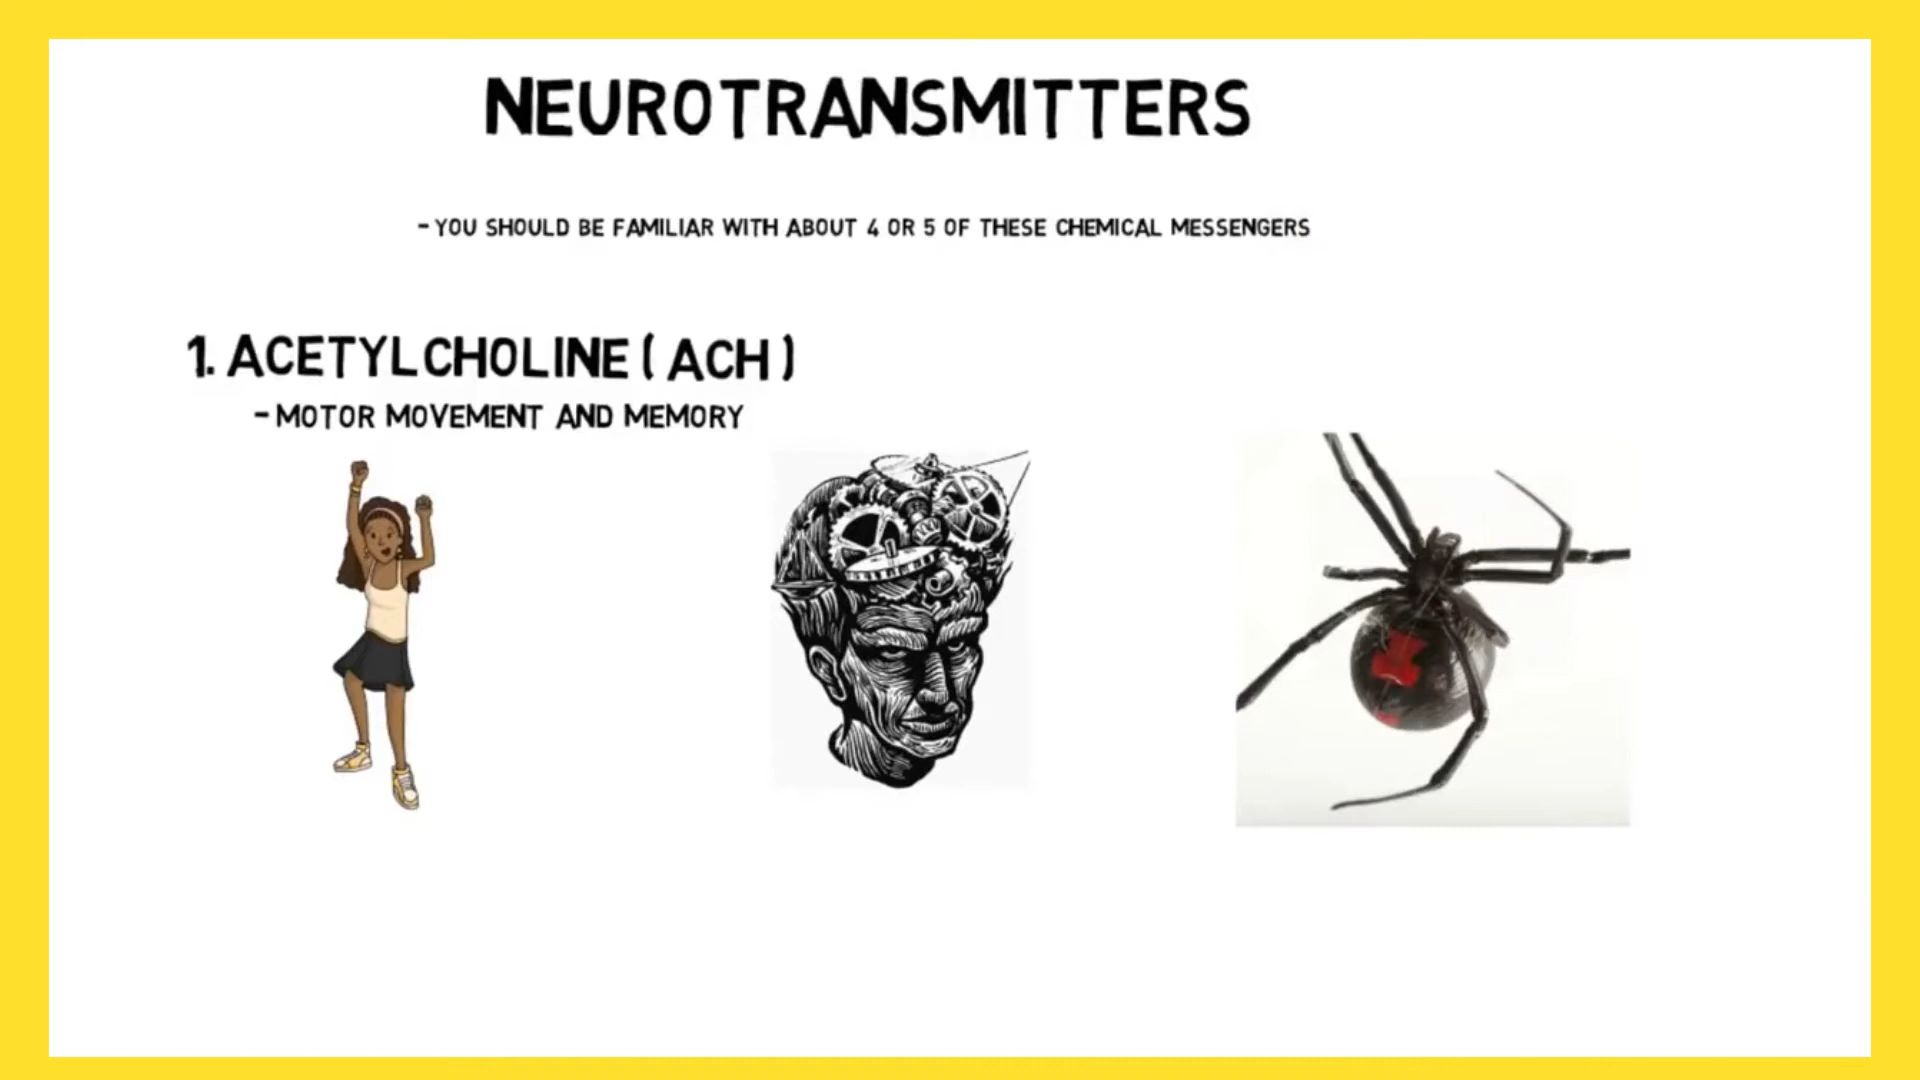 NEUROTRANSMITTERS
- YOU SHOULD BE FAMILIAR WITH ABOUT 4 OR 5 OF THESE CHEMICAL MESSENGERS
1. ACETYLCHOLINE ( ACH )
- MOTOR MOVEMENT AND MEMORY